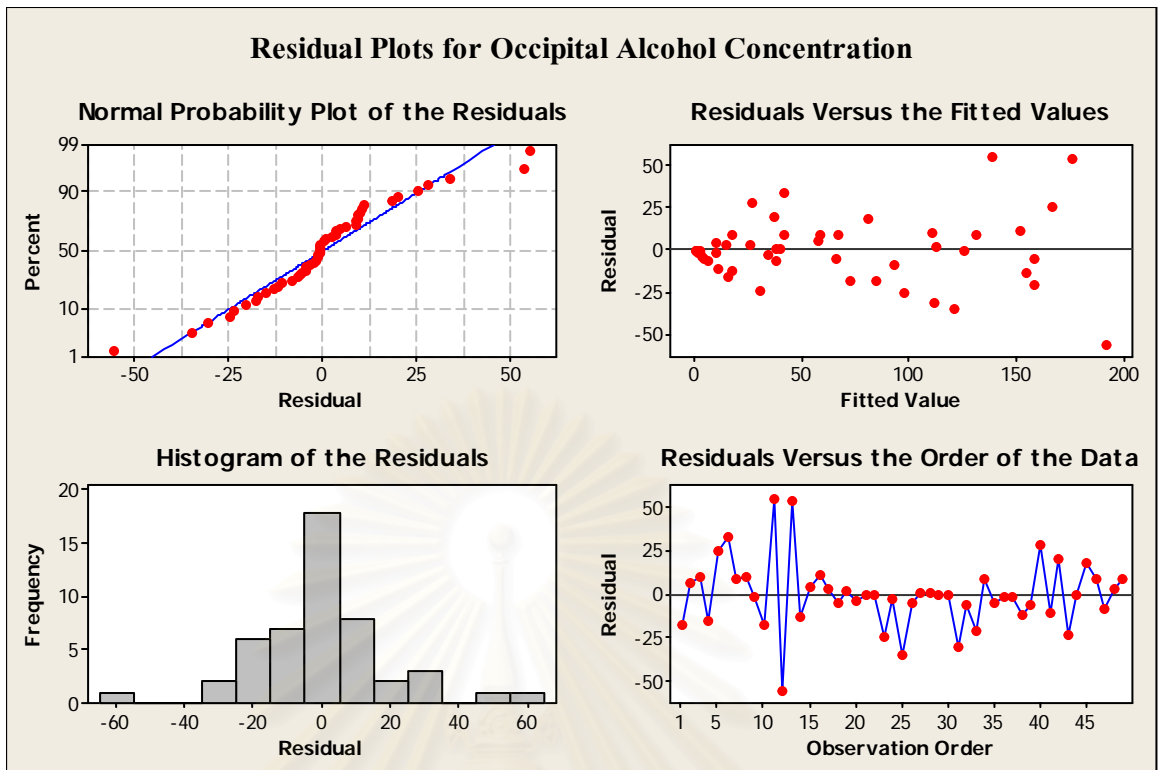 Residual Plots for Occipital Alcohol Concentration
Normal Probability Plot of the Residuals
99
90
50
10
1
Percent
-50 -25 0 25 50
Residual
Residuals Versus the Fitted Values
50
25
0
-25
-50
Residual
0 50 100 150 200
Fitted Value
Histogram of the Residuals
20
15
10
5
0
Frequency
-60 -40 -20 0 20 40 60
Residual
Residuals Versus the Order of the Data
50
25
0
-25
-50
Residual
1 5 10 15 20 25 30 35 40 45
Observation Order